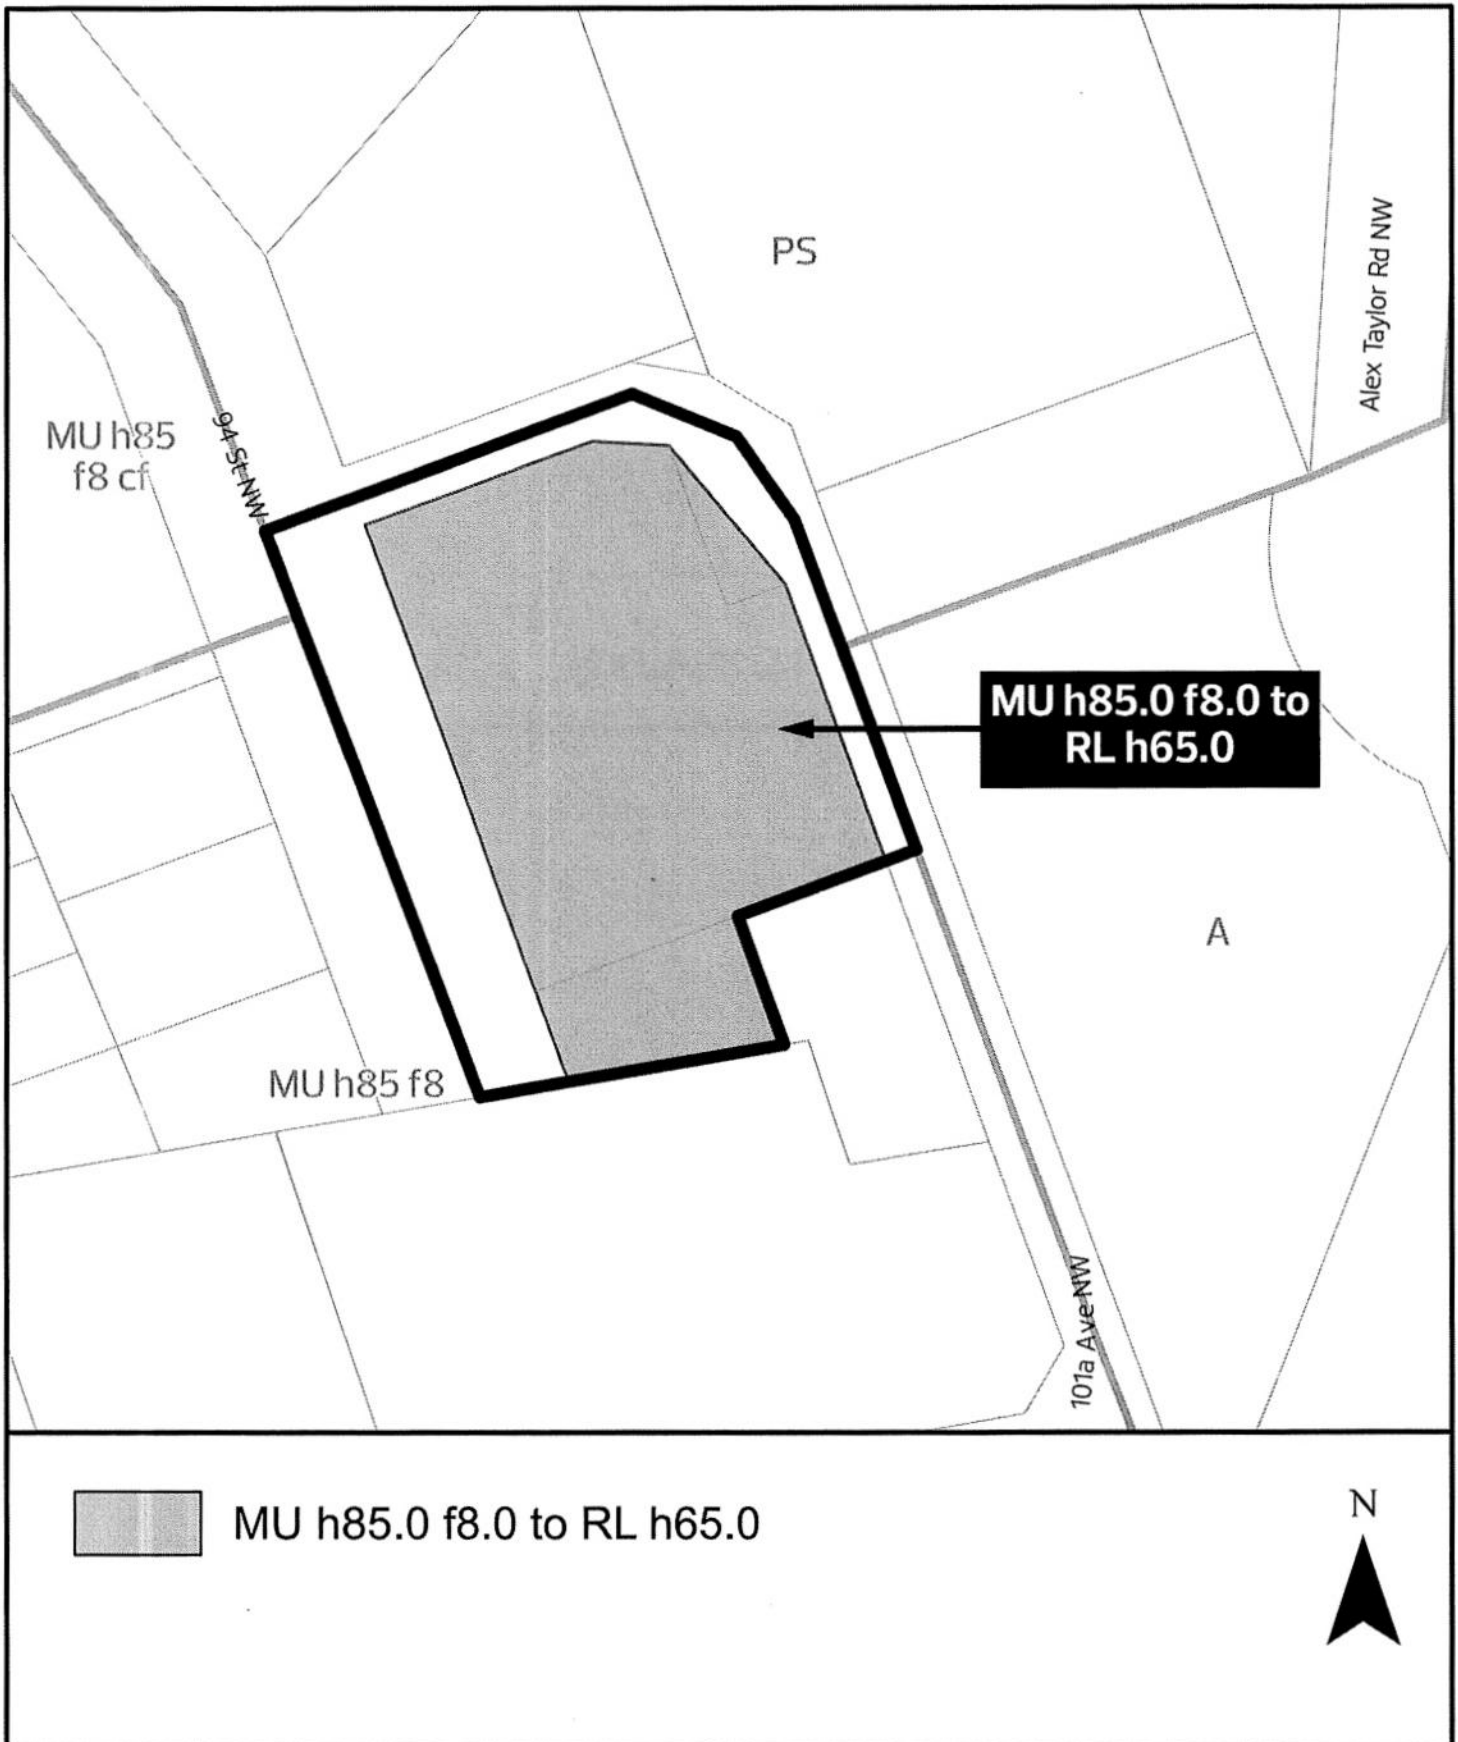 PS
Alex Taylor Rd NW
MU h85
f8 cf
94 St NW
MU h85.0 f8.0 to
RL h65.0
A
MU h85 f8
101a Ave NW
MU h85.0 f8.0 to RL h65.0
N